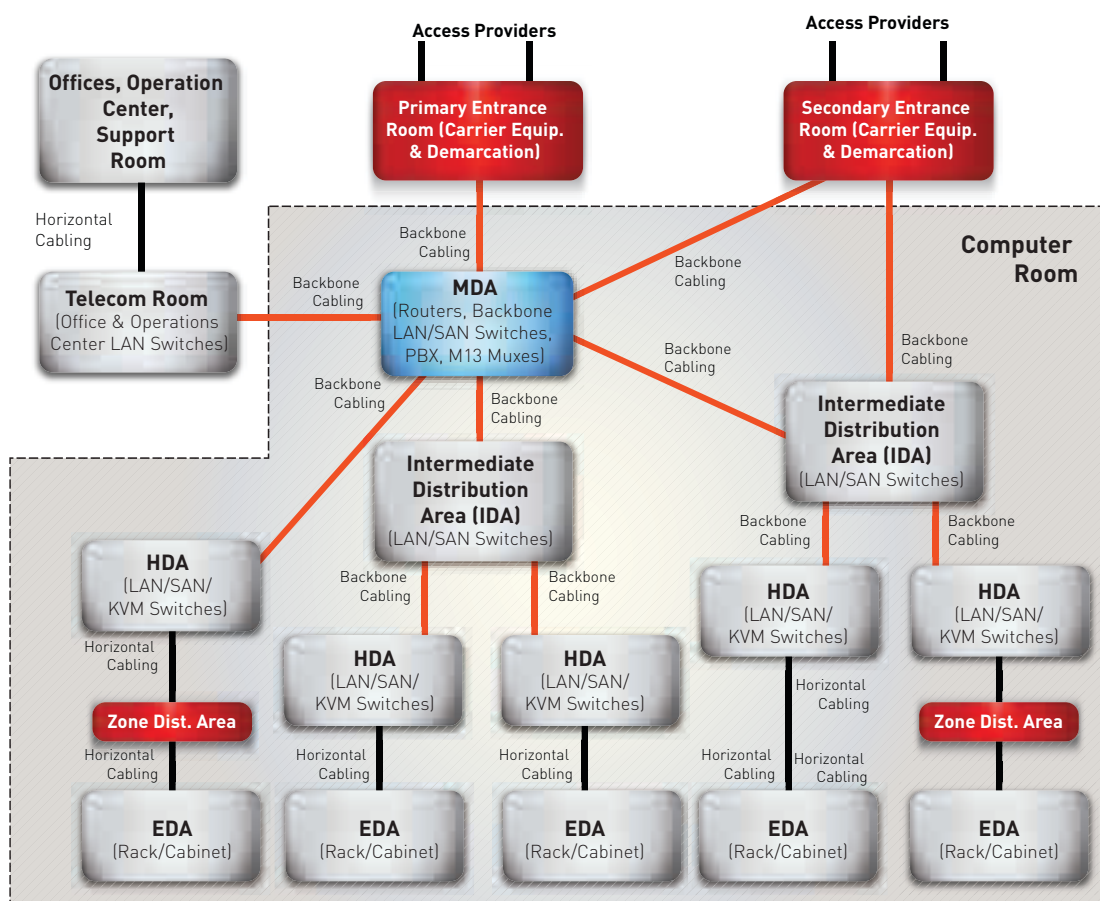 Access Providers
Access Providers
Offices, Operation
Center,
Support
Room
Primary Entrance
Room (Carrier Equip.
& Demarcation)
Secondary Entrance
Room (Carrier Equip.
& Demarcation)
Horizontal
Cabling
Backbone
Cabling
Backbone
Cabling
Computer
Room
Telecom Room
(Office & Operations
Center LAN Switches)
Backbone
Cabling
MDA
(Routers, Backbone
LAN/SAN Switches,
PBX, M13 Muxes)
Backbone
Cabling
Backbone
Cabling
Backbone
Cabling
Backbone
Cabling
Intermediate
Distribution
Area (IDA)
(LAN/SAN Switches)
Intermediate
Distribution
Area (IDA)
(LAN/SAN Switches)
Backbone
Cabling
Backbone
Cabling
HDA
(LAN/SAN/
KVM Switches)
Backbone
Cabling
Backbone
Cabling
HDA
(LAN/SAN/
KVM Switches)
HDA
(LAN/SAN/
KVM Switches)
Horizontal
Cabling
HDA
(LAN/SAN/
KVM Switches)
HDA
(LAN/SAN/
KVM Switches)
Horizontal
Cabling
Zone Dist. Area
Zone Dist. Area
Horizontal
Cabling
Horizontal
Cabling
Horizontal
Cabling
Horizontal
Cabling
Horizontal
Cabling
EDA
(Rack/Cabinet)
EDA
(Rack/Cabinet)
EDA
(Rack/Cabinet)
EDA
(Rack/Cabinet)
EDA
(Rack/Cabinet)